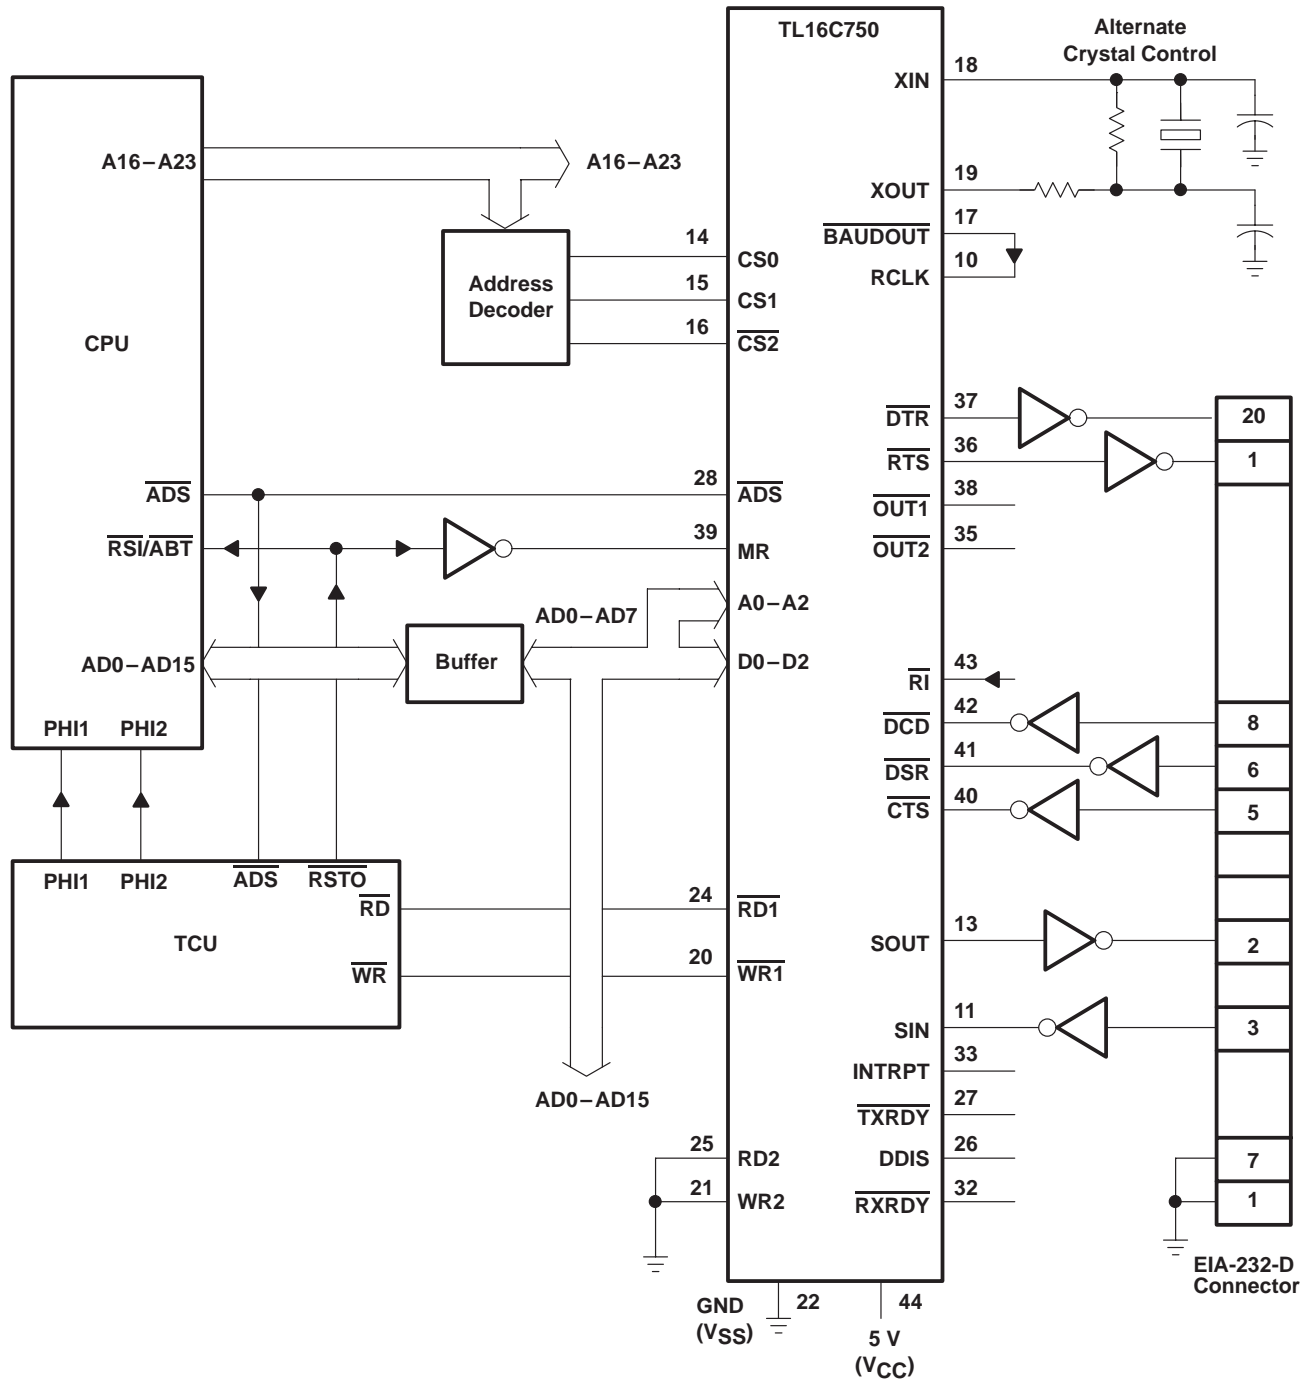 TL16C750
Alternate
Crystal Control
XIN
18
A16–A23
A16–A23
XOUT
19
BAUDOUT
17
RCLK
10
14
CS0
Address
Decoder
15
CS1
16
CS2
CPU
DTR
37
20
RTS
36
1
OUT1
38
OUT2
35
ADS
28
ADS
RSI/ABT
39
MR
AD0–AD7
A0–A2
AD0–AD15
Buffer
D0–D2
RI
43
DCD
42
8
DSR
41
6
CTS
40
5
PHI1
PHI2
PHI1
PHI2
ADS
RSTO
RD
24
RD1
TCU
WR
20
WR1
SOUT
13
2
SIN
11
3
INTRPT
33
TXRDY
27
AD0–AD15
25
RD2
DDIS
26
7
21
WR2
RXRDY
32
1
EIA-232-D
Connector
GND
(VSS)
22
44
5 V
(VCC)